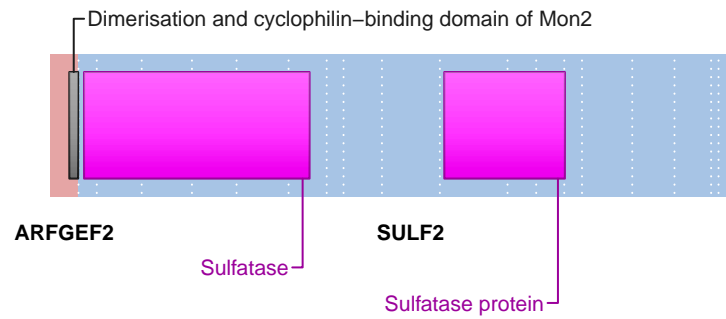 Dimerisation and cyclophilin−binding domain of Mon2
ARFGEF2
SULF2
Sulfatase
Sulfatase protein